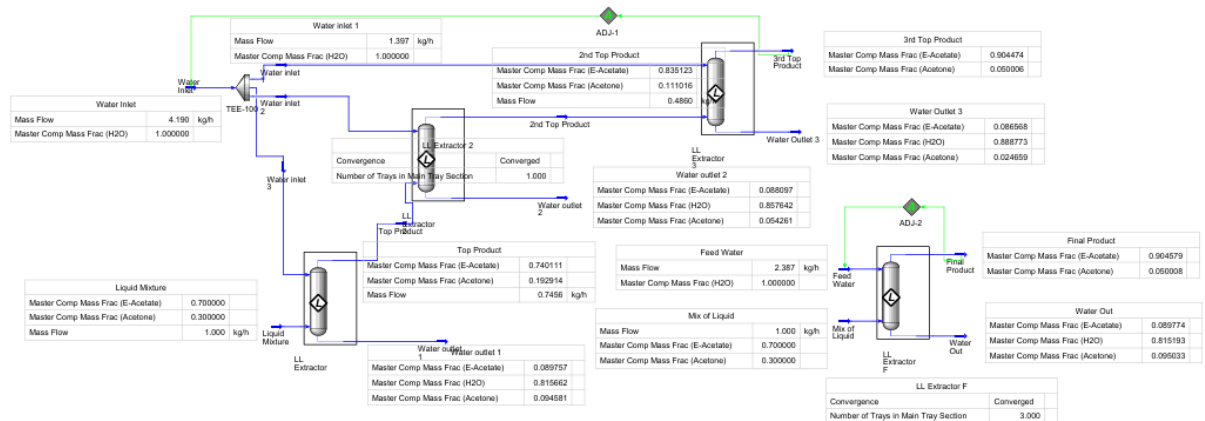 ADJ-1
Water inlet 1
Mass Flow 1.397 kg/h
Master Comp Mass Frac (H2O) 1.000000
2nd Top Product
Master Comp Mass Frac (E-Acetate) 0.835123
Master Comp Mass Frac (Acetone) 0.111016
Mass Flow 0.4860 kg/h
3rd Top
Product
3rd Top Product
Master Comp Mass Frac (E-Acetate) 0.904474
Master Comp Mass Frac (Acetone) 0.050006
Water
Inlet
TEE-100
Water inlet
Water inlet
2
Water Inlet
Mass Flow 4.190 kg/h
Master Comp Mass Frac (H2O) 1.000000
2nd Top Product
Water Outlet 3
LL
Extractor
3
Water Outlet 3
Master Comp Mass Frac (E-Acetate) 0.086568
Master Comp Mass Frac (H2O) 0.888773
Master Comp Mass Frac (Acetone) 0.024659
LL Extractor 2
Convergence Converged
Number of Trays in Main Tray Section 1.000
Water inlet
3
Water outlet
2
LL
Extractor
Top Product
Water outlet 2
Master Comp Mass Frac (E-Acetate) 0.088097
Master Comp Mass Frac (H2O) 0.857642
Master Comp Mass Frac (Acetone) 0.054261
ADJ-2
Top Product
Master Comp Mass Frac (E-Acetate) 0.740111
Master Comp Mass Frac (Acetone) 0.192914
Mass Flow 0.7456 kg/h
Feed Water
Mass Flow 2.387 kg/h
Master Comp Mass Frac (H2O) 1.000000
Feed
Water
Final
Product
Final Product
Master Comp Mass Frac (E-Acetate) 0.904579
Master Comp Mass Frac (Acetone) 0.050008
Liquid Mixture
Master Comp Mass Frac (E-Acetate) 0.700000
Master Comp Mass Frac (Acetone) 0.300000
Mass Flow 1.000 kg/h
Liquid
Mixture
LL
Extractor
Water outlet
1
Water outlet 1
Master Comp Mass Frac (E-Acetate) 0.089757
Master Comp Mass Frac (H2O) 0.815662
Master Comp Mass Frac (Acetone) 0.094581
Mix of Liquid
Mass Flow 1.000 kg/h
Master Comp Mass Frac (E-Acetate) 0.700000
Master Comp Mass Frac (Acetone) 0.300000
Mix of
Liquid
LL
Extractor
F
Water
Out
Water Out
Master Comp Mass Frac (E-Acetate) 0.089774
Master Comp Mass Frac (H2O) 0.815193
Master Comp Mass Frac (Acetone) 0.095033
LL Extractor F
Convergence Converged
Number of Trays in Main Tray Section 3.000